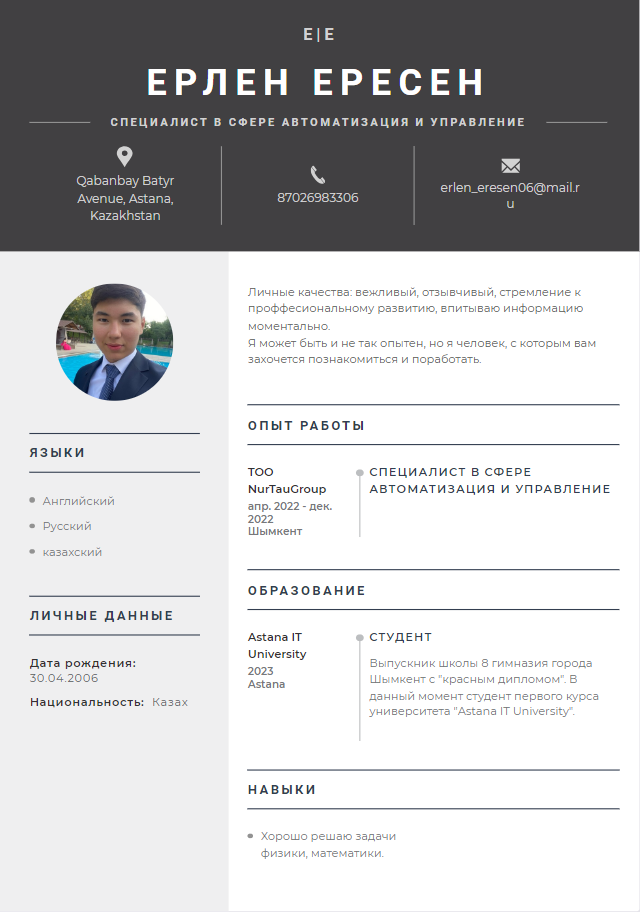 E|E
ЕРЛЕН ЕРЕСЕН
СПЕЦИАЛИСТ В СФЕРЕ АВТОМАТИЗАЦИЯ И УПРАВЛЕНИЕ
Qabanbay Batyr
Avenue, Astana,
Kazakhstan
87026983306
erlen_eresen06@mail.r
u
ЯЗЫКИ
Английский
Русский
казахский
ЛИЧНЫЕ ДАННЫЕ
Дата рождения:
30.04.2006
Национальность: Казах
Личные качества: вежливый, отзывчивый, стремление к
проффесиональному развитию, впитываю информацию
моментально.
Я может быть и не так опытен, но я человек, с которым вам
захочется познакомиться и поработать.
ОПЫТ РАБОТЫ
ТОО
NurTauGroup
апр. 2022 - дек.
2022
Шымкент
СПЕЦИАЛИСТ В СФЕРЕ
АВТОМАТИЗАЦИЯ И УПРАВЛЕНИЕ
ОБРАЗОВАНИЕ
Astana IT
University
2023
Astana
СТУДЕНТ
Выпускник школы 8 гимназия города
Шымкент с "красным дипломом". В
данный момент студент первого курса
университета "Astana IT University".
НАВЫКИ
Хорошо решаю задачи
физики, математики.